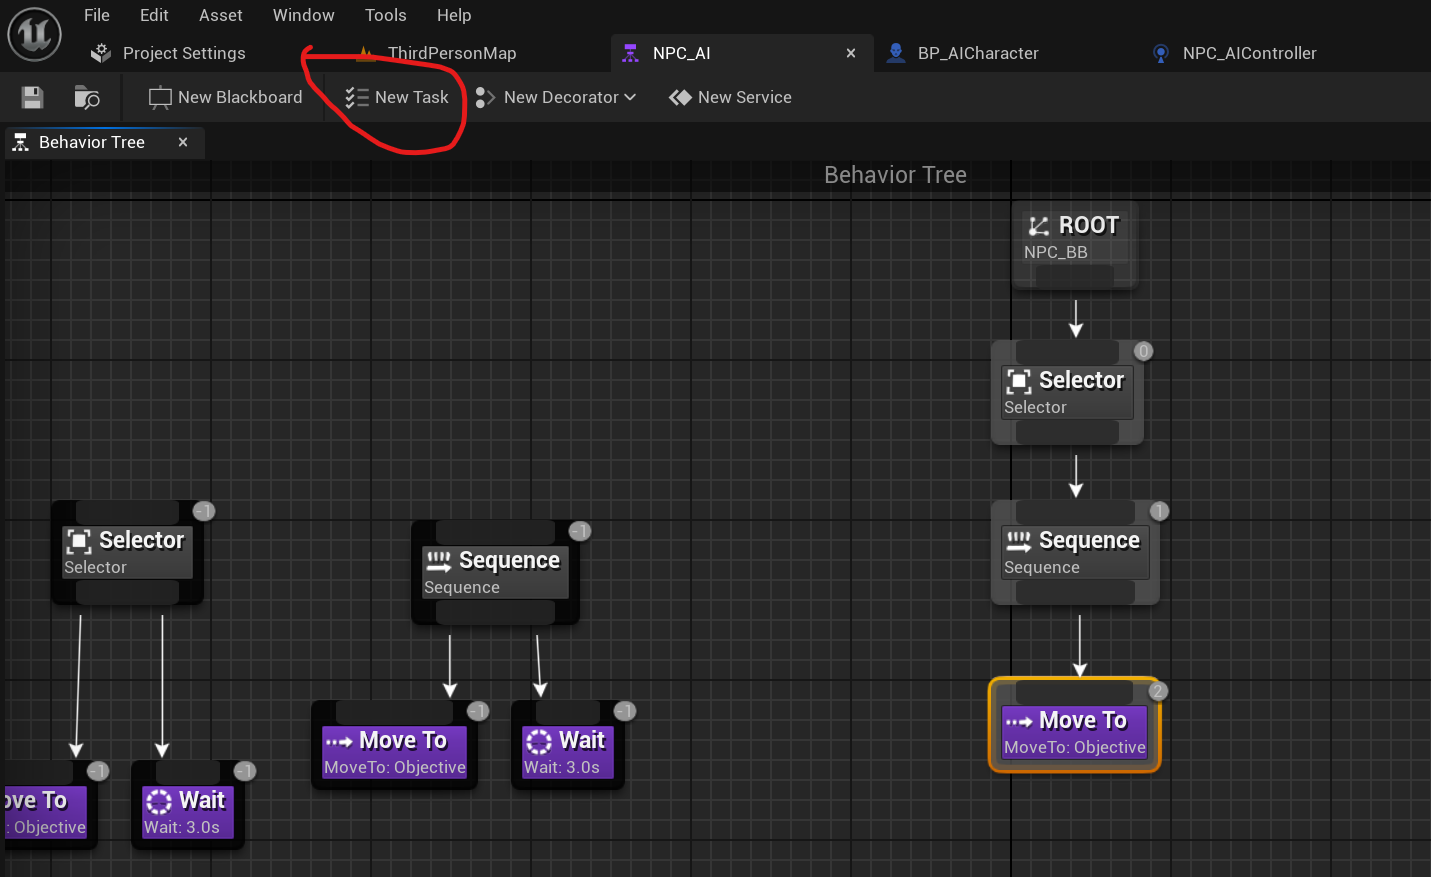 File Edit Asset Window Tools Help
Project Settings ThirdPersonMap NPC_AI × BP_AICharacter NPC_AIController
New Blackboard New Task New Decorator New Service
Behavior Tree ×
Behavior Tree
ROOT
NPC_BB
0
Selector
Selector
-1
Selector
Selector
-1
Sequence
Sequence
1
Sequence
Sequence
-1
Move To
MoveTo: Objective
-1
Wait
Wait: 3.0s
2
Move To
MoveTo: Objective
-1
ove To
: Objective
-1
Wait
Wait: 3.0s